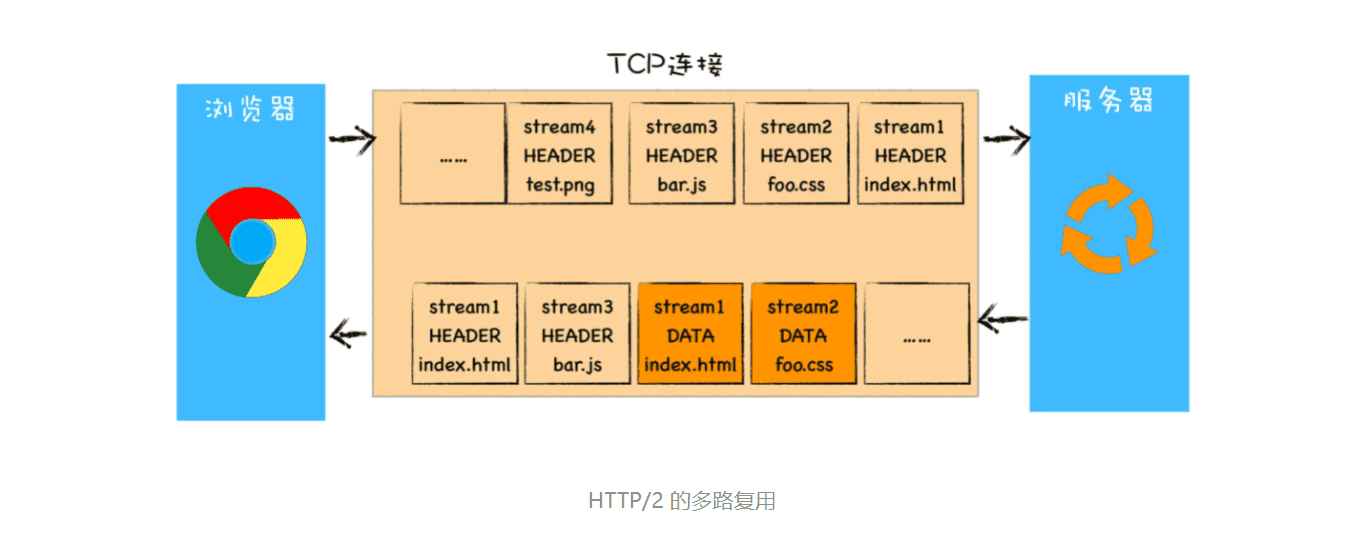 TCP连接
浏览器
服务器
……
stream4
HEADER
test.png
stream3
HEADER
bar.js
stream2
HEADER
foo.css
stream1
HEADER
index.html
stream1
HEADER
index.html
stream3
HEADER
bar.js
stream1
DATA
index.html
stream2
DATA
foo.css
……
HTTP/2 的多路复用